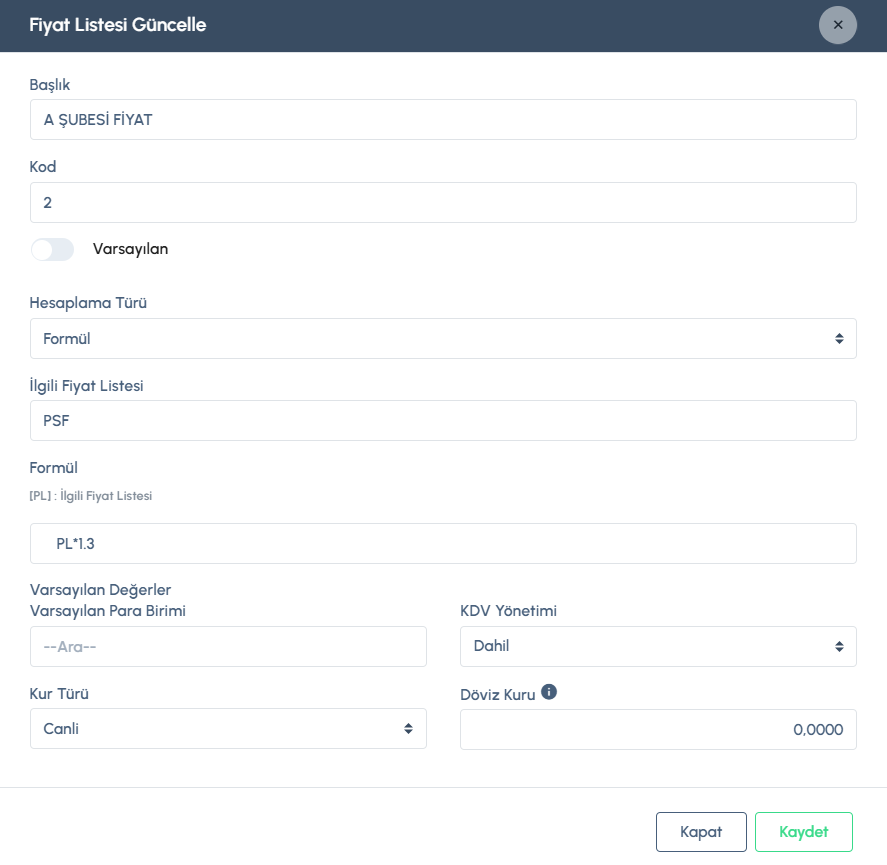 Fiyat Listesi Güncelle
Başlık
A ŞUBESİ FİYAT
Kod
2
Varsayılan
Hesaplama Türü
Formül
İlgili Fiyat Listesi
PSF
Formül
[PL] : İlgili Fiyat Listesi
PL*1.3
Varsayılan Değerler
Varsayılan Para Birimi
KDV Yönetimi
--Ara--
Dahil
Kur Türü
Döviz Kuru
Canli
0,0000
Kapat
Kaydet